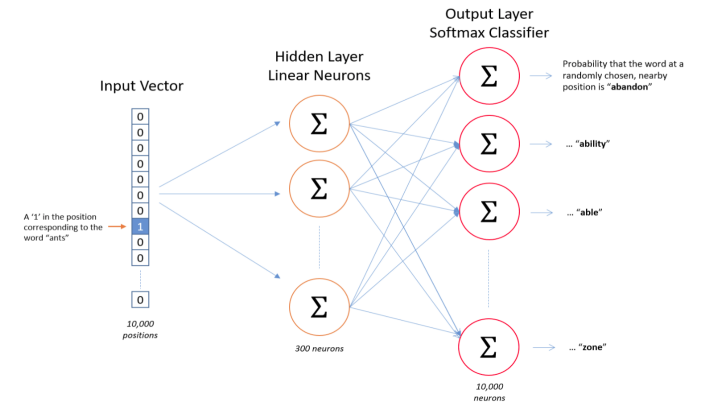 Output Layer
Softmax Classifier
Hidden Layer
Linear Neurons
Input Vector
0
0
0
0
0
0
0
1
0
0
0
A ‘1’ in the position
corresponding to the
word “ants”
10,000
positions
Σ
Σ
Σ
300 neurons
Σ
Σ
Σ
Σ
10,000
neurons
Probability that the word at a
randomly chosen, nearby
position is “abandon”
... “ability”
... “able”
... “zone”